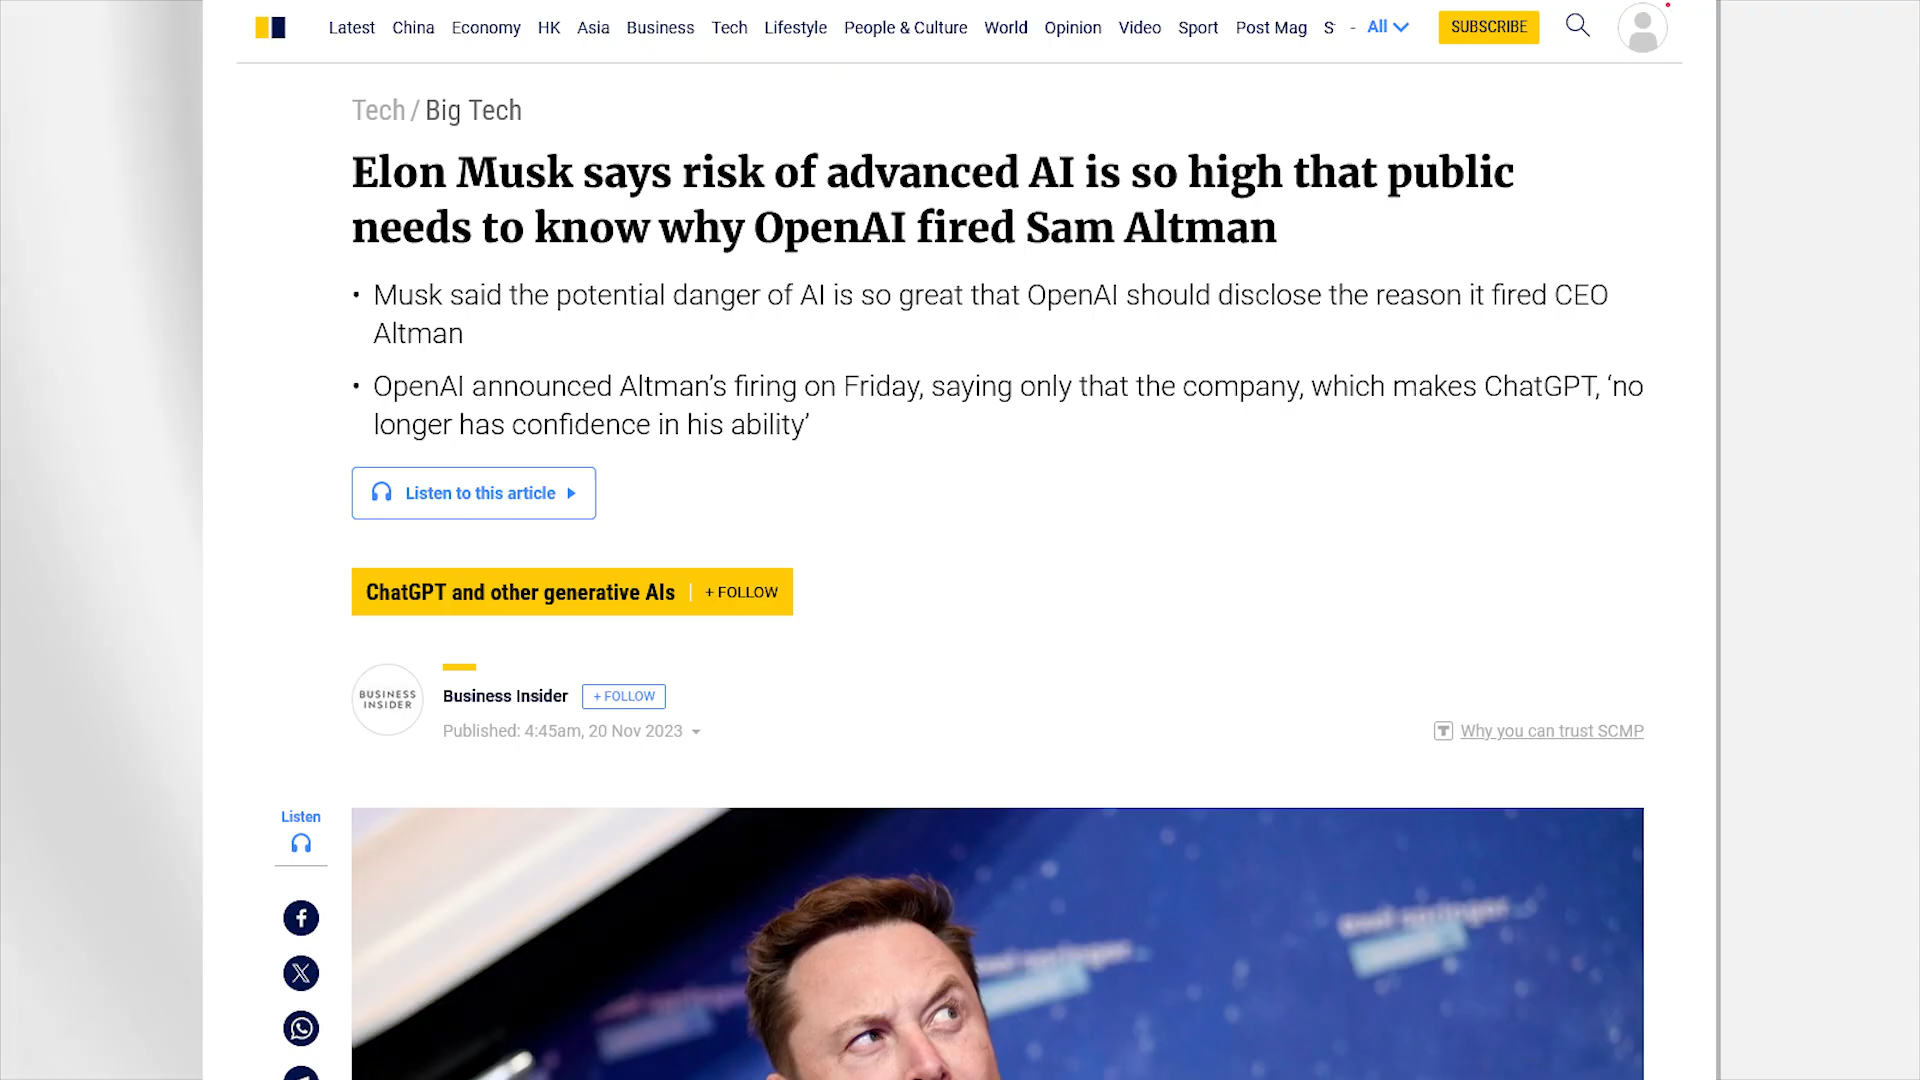 Latest China Economy HK Asia Business Tech Lifestyle People & Culture World Opinion Video Sport Post Mag S - All SUBSCRIBE
Tech / Big Tech
Elon Musk says risk of advanced AI is so high that public
needs to know why OpenAI fired Sam Altman
• Musk said the potential danger of AI is so great that OpenAI should disclose the reason it fired CEO
Altman
• OpenAI announced Altman’s firing on Friday, saying only that the company, which makes ChatGPT, ‘no
longer has confidence in his ability’
Listen to this article
ChatGPT and other generative AIs | + FOLLOW
BUSINESS
INSIDER
Business Insider + FOLLOW
Published: 4:45am, 20 Nov 2023
T Why you can trust SCMP
Listen
axel springer